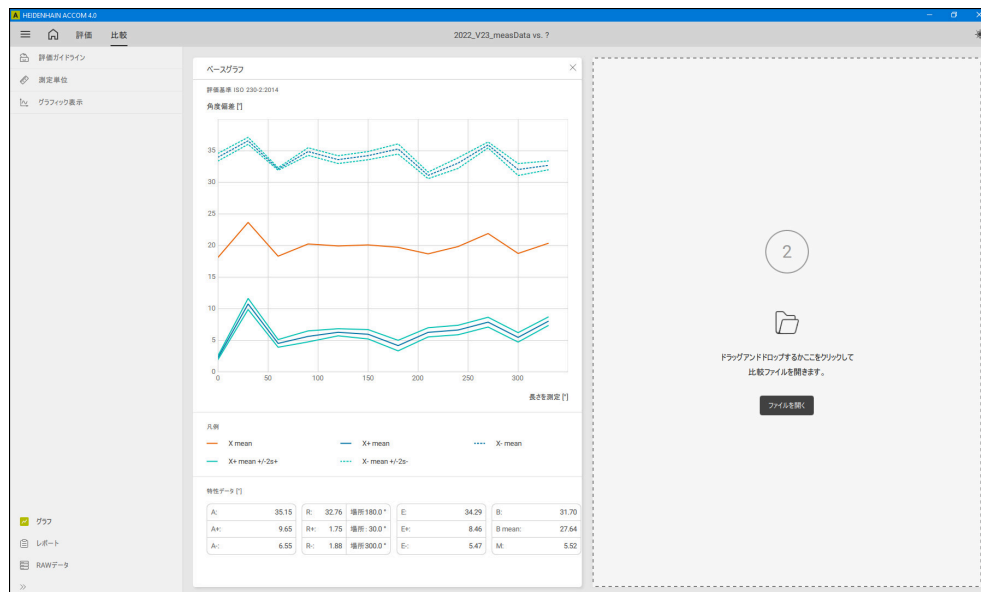 HEIDENHAIN ACCOM 4.0
評価 比較 2022_V23_measData vs. ?
評価ガイドライン
測定単位
グラフィック表示
ベースグラフ
評価基準 ISO 230-2:2014
角度偏差 ["]
35
30
25
20
15
10
5
0
0 50 100 150 200 250 300
長さを測定 [°]
凡例
X mean X+ mean X- mean
X+ mean +/-2s+ X- mean +/-2s-
特性データ ["]
A: 35.15 R: 32.76 場所:180.0 ° E: 34.29 B: 31.70
A+: 9.65 R+: 1.75 場所: 30.0 ° E+: 8.46 B mean: 27.64
A-: 6.55 R-: 1.88 場所:300.0 ° E-: 5.47 M: 5.52
2
ドラッグアンドドロップするかここをクリックして
比較ファイルを開きます。
ファイルを開く
グラフ
レポート
RAWデータ